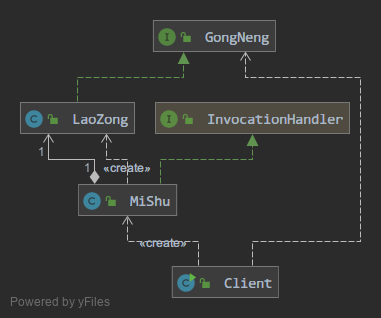 I GongNeng
C LaoZong
I InvocationHandler
1
1
«create»
C MiShu
«create»
C Client
Powered by yFiles